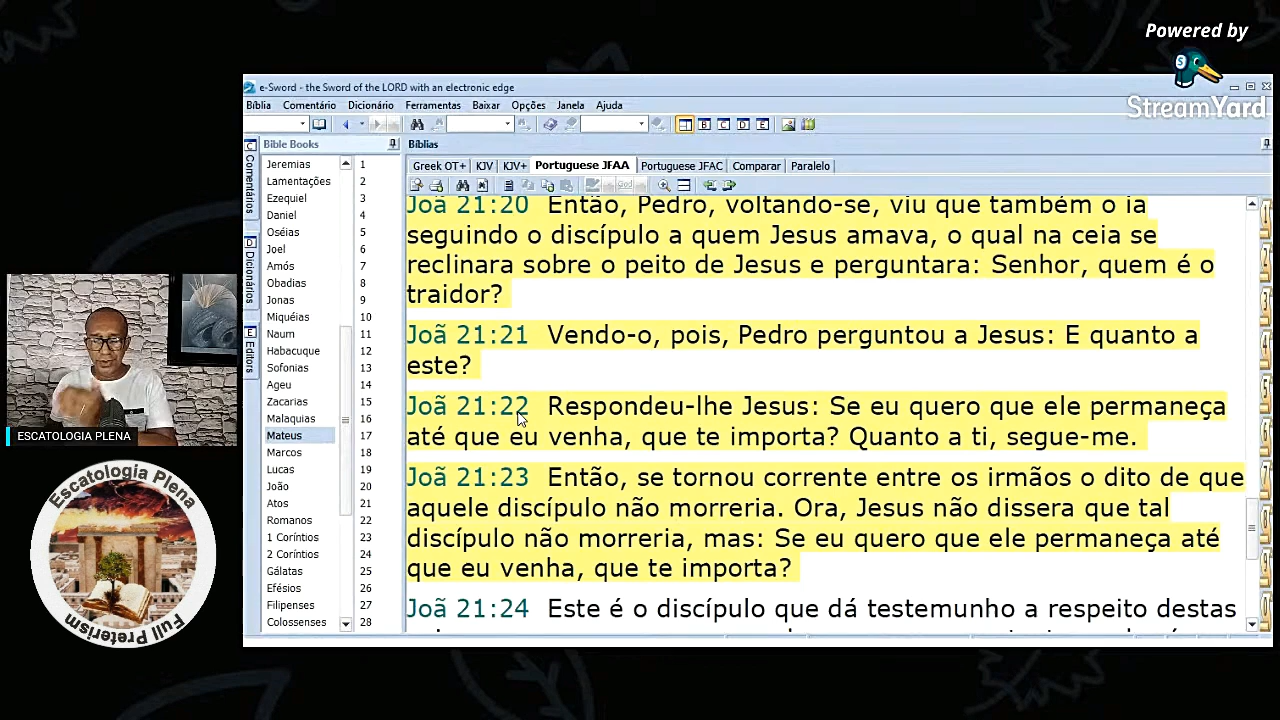 Powered by
StreamYard
e-Sword - the Sword of the LORD with an electronic edge
Bíblia Comentário Dicionário Ferramentas Baixar Opções Janela Ajuda
B C D E
Bible Books
Bíblias
Greek OT+ KJV KJV+ Portuguese JFAA Portuguese JFAC Comparar Paralelo
C Comentários
D Dicionários
E Editors
Jeremias 1
Lamentações 2
Ezequiel 3
Daniel 4
Oséias 5
Joel 6
Amós 7
Obadias 8
Jonas 9
Miquéias 10
Naum 11
Habacuque 12
Sofonias 13
Ageu 14
Zacarias 15
Malaquias 16
Mateus 17
Marcos 18
Lucas 19
João 20
Atos 21
Romanos 22
1 Coríntios 23
2 Coríntios 24
Gálatas 25
Efésios 26
Filipenses 27
Colossenses 28
Joã 21:20 Então, Pedro, voltando-se, viu que também o ia
seguindo o discípulo a quem Jesus amava, o qual na ceia se
reclinara sobre o peito de Jesus e perguntara: Senhor, quem é o
traidor?
Joã 21:21 Vendo-o, pois, Pedro perguntou a Jesus: E quanto a
este?
Joã 21:22 Respondeu-lhe Jesus: Se eu quero que ele permaneça
até que eu venha, que te importa? Quanto a ti, segue-me.
Joã 21:23 Então, se tornou corrente entre os irmãos o dito de que
aquele discípulo não morreria. Ora, Jesus não dissera que tal
discípulo não morreria, mas: Se eu quero que ele permaneça até
que eu venha, que te importa?
Joã 21:24 Este é o discípulo que dá testemunho a respeito destas
ESCATOLOGIA PLENA
Escatologia Plena
Full Preterism